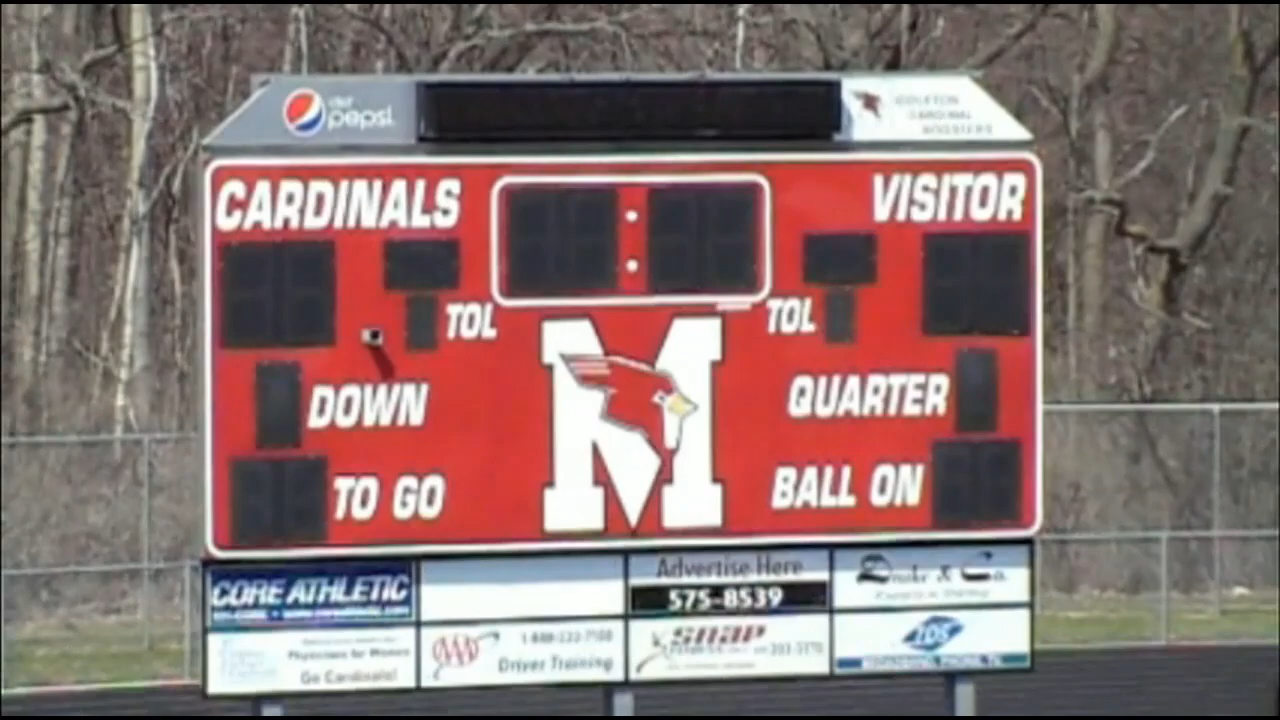 pepsi
CARDINALS
VISITOR
TOL
TOL
DOWN
QUARTER
TO GO
BALL ON
M
CORE ATHLETIC
Advertise Here
575-8539
Physicians for Women
Go Cardinals!
AAA
Driver Training
SNAP
TDS